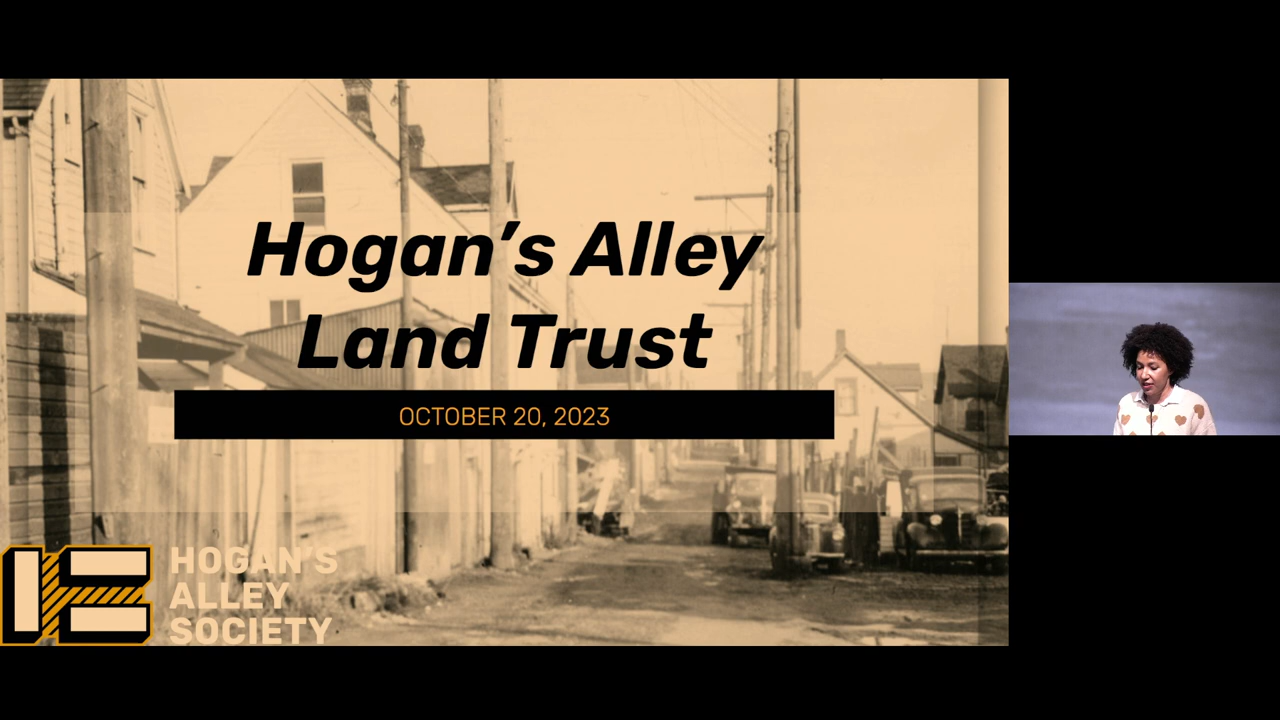 Hogan’s Alley
Land Trust
OCTOBER 20, 2023
HOGAN'S
ALLEY
SOCIETY